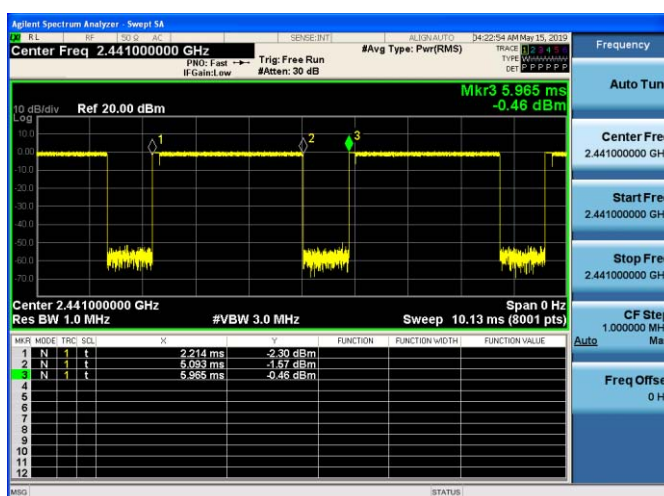 Agilent Spectrum Analyzer - Swept SA
RL RF 50 Ω AC SENSE:INT ALIGN AUTO 04:22:54 AM May 15, 2019
Center Freq 2.441000000 GHz
#Avg Type: Pwr(RMS)
TRACE 1 2 3 4 5 6
PNO: Fast Trig: Free Run
TYPE
IFGain:Low #Atten: 30 dB
DET P P P P P P
Mkr3 5.965 ms
10 dB/div Ref 20.00 dBm -0.46 dBm
Log
10.0
0.00
-10.0
-20.0
-30.0
-40.0
-50.0
-60.0
-70.0
1
2
3
Center 2.441000000 GHz Span 0 Hz
Res BW 1.0 MHz #VBW 3.0 MHz Sweep 10.13 ms (8001 pts)
MKR MODE TRC SCL X Y FUNCTION FUNCTION WIDTH FUNCTION VALUE
1 N 1 t 2.214 ms -2.30 dBm
2 N 1 t 5.093 ms -1.57 dBm
3 N 1 t 5.965 ms -0.46 dBm
4
5
6
7
8
9
10
11
12
MSG STATUS
Frequency
Auto Tun
Center Fre
2.441000000 GH
Start Fre
2.441000000 GH
Stop Fre
2.441000000 GH
CF Ste
1.000000 MH
Auto Ma
Freq Offse
0 H